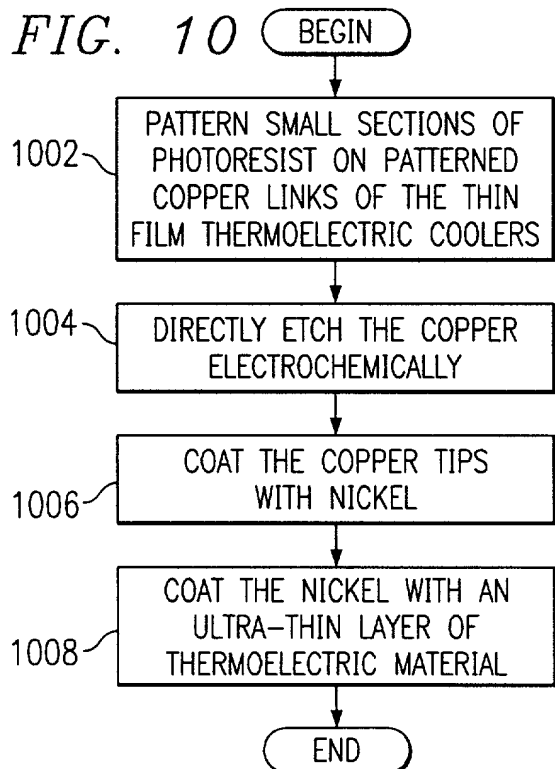 FIG. 10
BEGIN
1002
PATTERN SMALL SECTIONS OF
PHOTORESIST ON PATTERNED
COPPER LINKS OF THE THIN
FILM THERMOELECTRIC COOLERS
1004
DIRECTLY ETCH THE COPPER
ELECTROCHEMICALLY
1006
COAT THE COPPER TIPS
WITH NICKEL
1008
COAT THE NICKEL WITH AN
ULTRA-THIN LAYER OF
THERMOELECTRIC MATERIAL
END